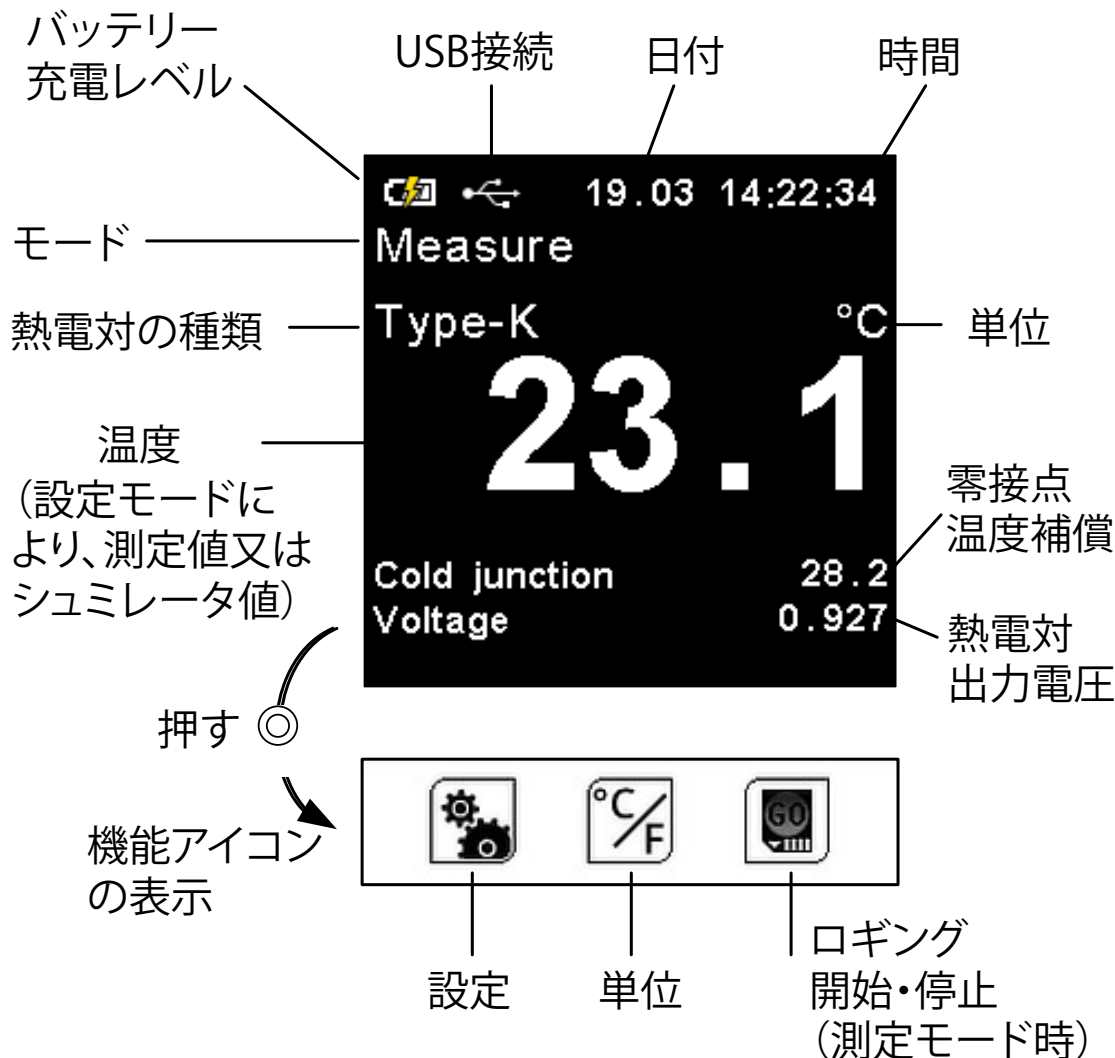 バッテリー
充電レベル
USB接続
日付
時間
19.03 14:22:34
モード
Measure
熱電対の種類
Type-K
°C
単位
23.1
温度
(設定モードに
より、測定値又は
シュミレータ値)
零接点
温度補償
Cold junction 28.2
Voltage 0.927
熱電対
出力電圧
押す
°C/F
GO
機能アイコン
の表示
設定
単位
ロギング
開始・停止
(測定モード時)